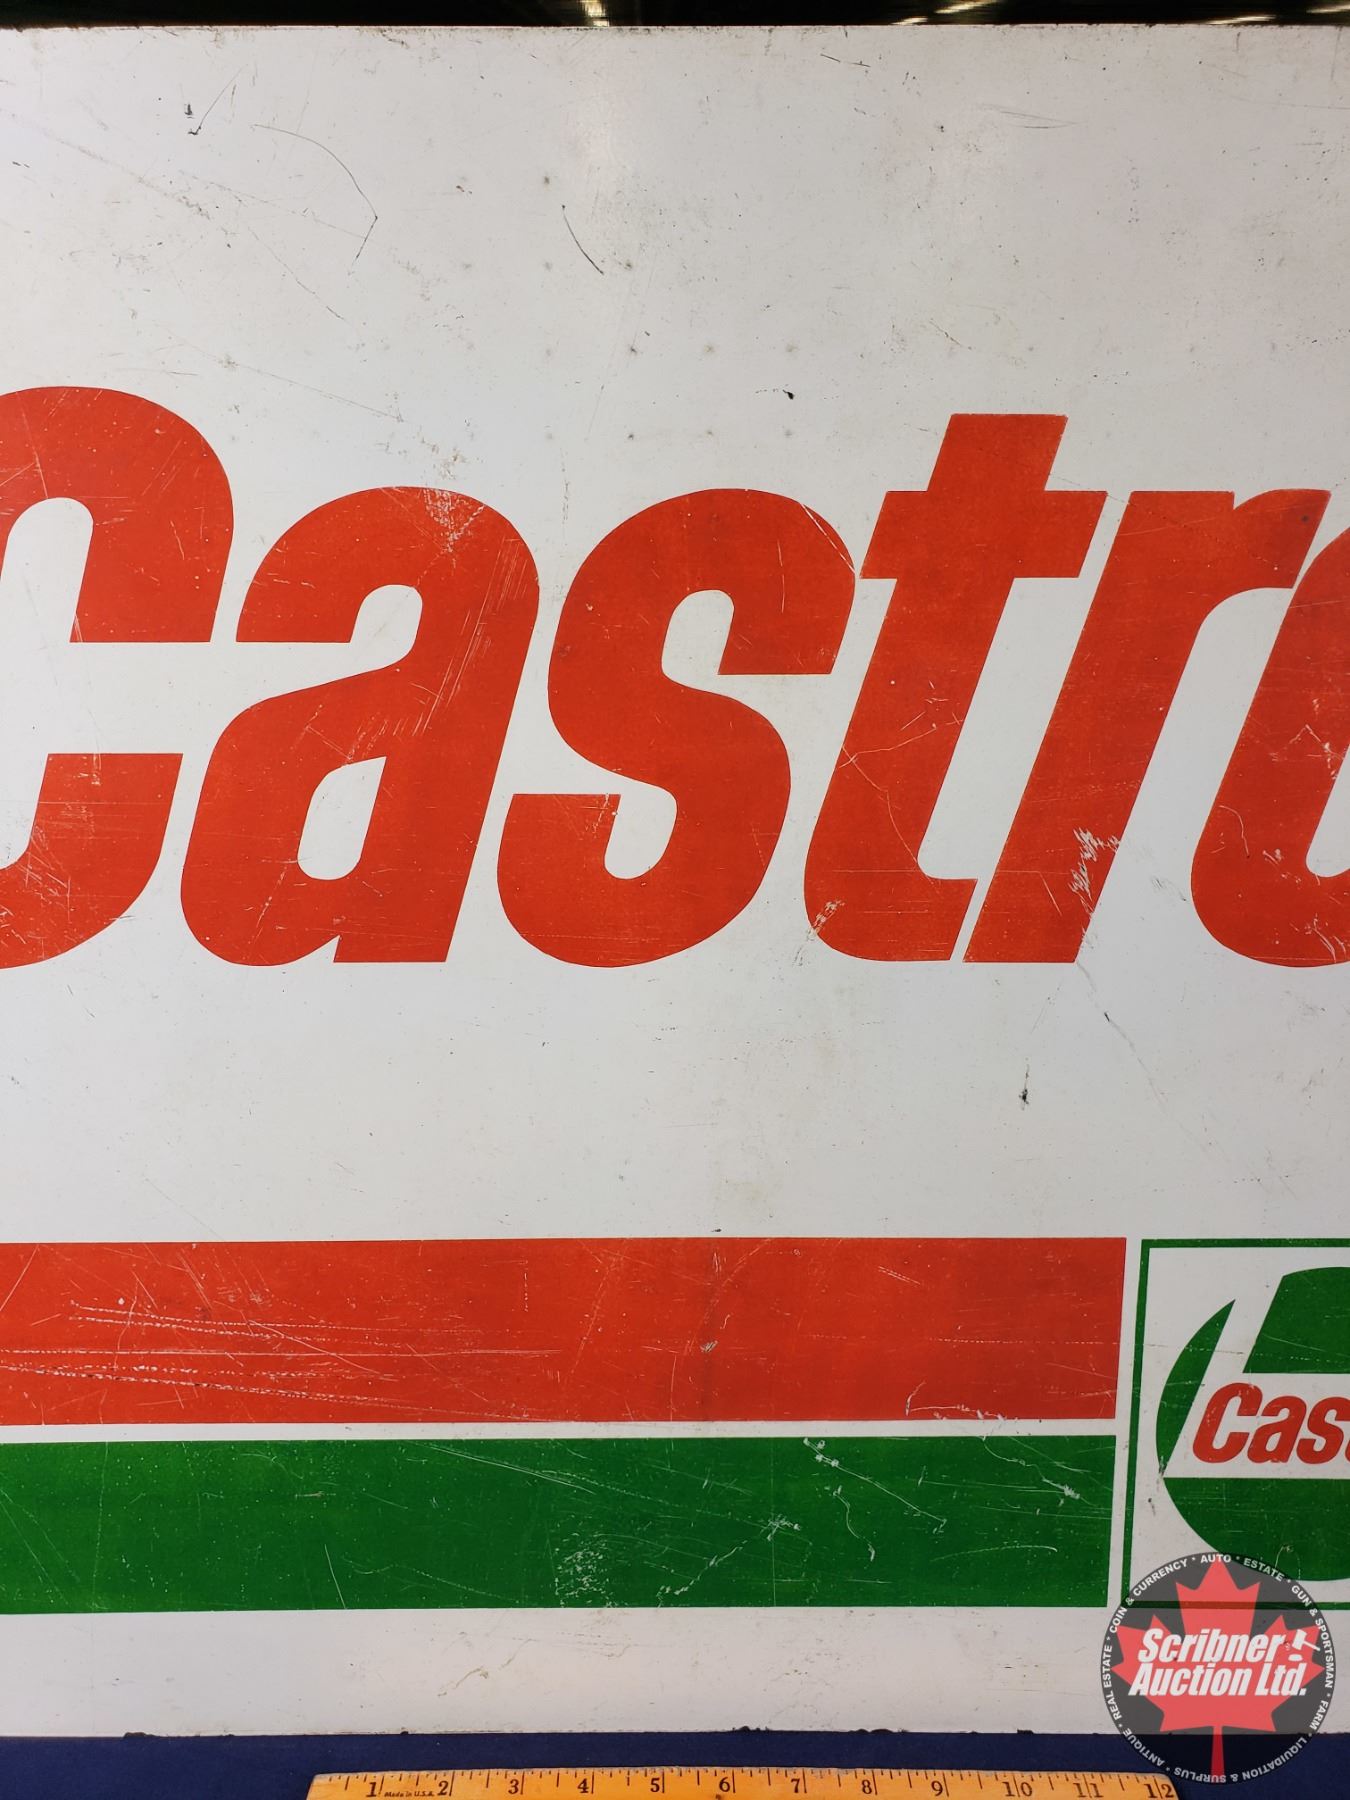 Castro
Cas
COIN & CURRENCY * AUTO * ESTATE * GUN & SPORTSMAN * FARM * LIQUIDATION & SURPLUS * ANTIQUE * REAL ESTATE *
Scribner
Auction Ltd.
1 2 3 4 5 6 7 8 9 10 11 12
Made in U.S.A.